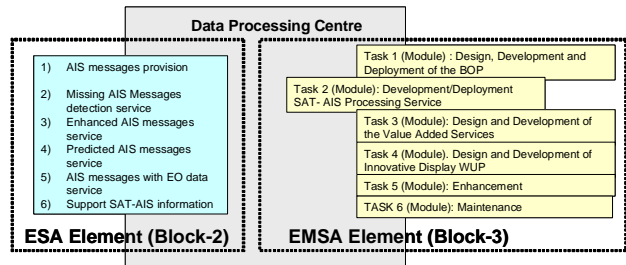 Data Processing Centre
1) AIS messages provision
2) Missing AIS Messages
detection service
3) Enhanced AIS messages
service
4) Predicted AIS messages
service
5) AIS messages with EO data
service
6) Support SAT-AIS information
ESA Element (Block-2)
Task 1 (Module) : Design, Development and
Deployment of the BOP
Task 2 (Module): Development/Deployment
SAT- AIS Processing Service
Task 3 (Module): Design and Development of
the Value Added Services
Task 4 (Module). Design and Development of
Innovative Display WUP
Task 5 (Module): Enhancement
TASK 6 (Module): Maintenance
EMSA Element (Block-3)